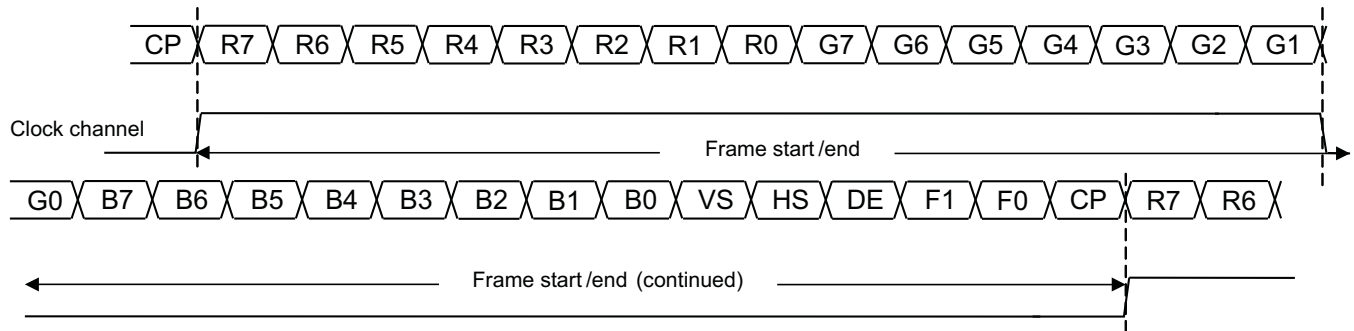 CP R7 R6 R5 R4 R3 R2 R1 R0 G7 G6 G5 G4 G3 G2 G1
Clock channel
Frame start /end
G0 B7 B6 B5 B4 B3 B2 B1 B0 VS HS DE F1 F0 CP R7 R6
Frame start /end (continued)